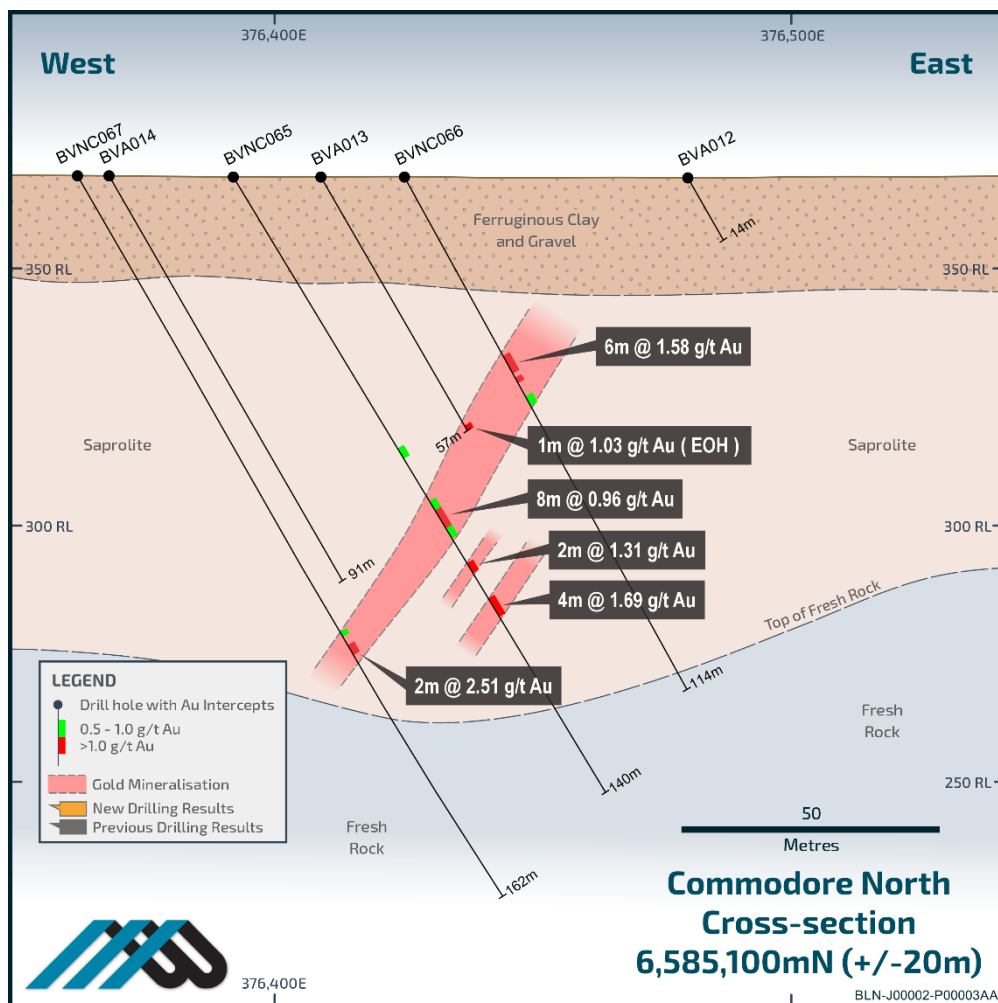 376,400E
376,500E
West
East
BVNC067
BVA014
BVNC065
BVA013
BVNC066
BVA012
14m
Ferruginous Clay
and Gravel
350 RL
350 RL
6m @ 1.58 g/t Au
Saprolite
57m
1m @ 1.03 g/t Au ( EOH )
Saprolite
8m @ 0.96 g/t Au
300 RL
300 RL
2m @ 1.31 g/t Au
91m
4m @ 1.69 g/t Au
Top of Fresh Rock
2m @ 2.51 g/t Au
114m
LEGEND
Drill hole with Au Intercepts
0.5 - 1.0 g/t Au
>1.0 g/t Au
Gold Mineralisation
New Drilling Results
Previous Drilling Results
Fresh
Rock
140m
250 RL
50
Metres
Fresh
Rock
162m
Commodore North
Cross-section
6,585,100mN (+/-20m)
376,400E
BLN-J00002-P00003AA